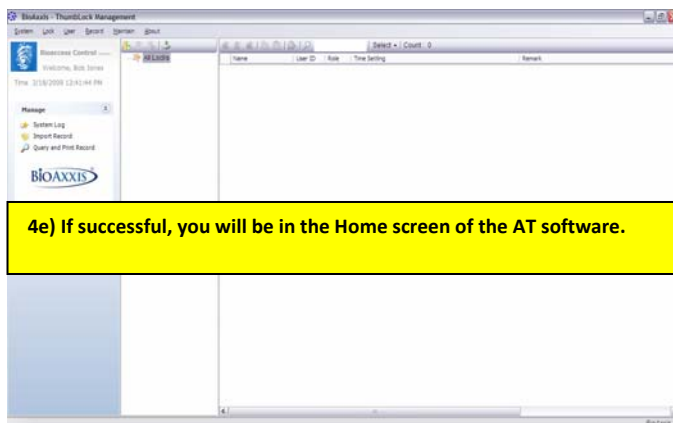 BioAxxis - ThumbLock Management
System Lock User Record Maintain About
Bioaccess Control ......
Welcome, Bob Jones
Time 3/18/2008 12:41:44 PM
Manage
System Log
Import Record
Query and Print Record
BIOAXXIS
All Locks
Select Count 0
Name User ID Role Time Setting Remark
4e) If successful, you will be in the Home screen of the AT software.